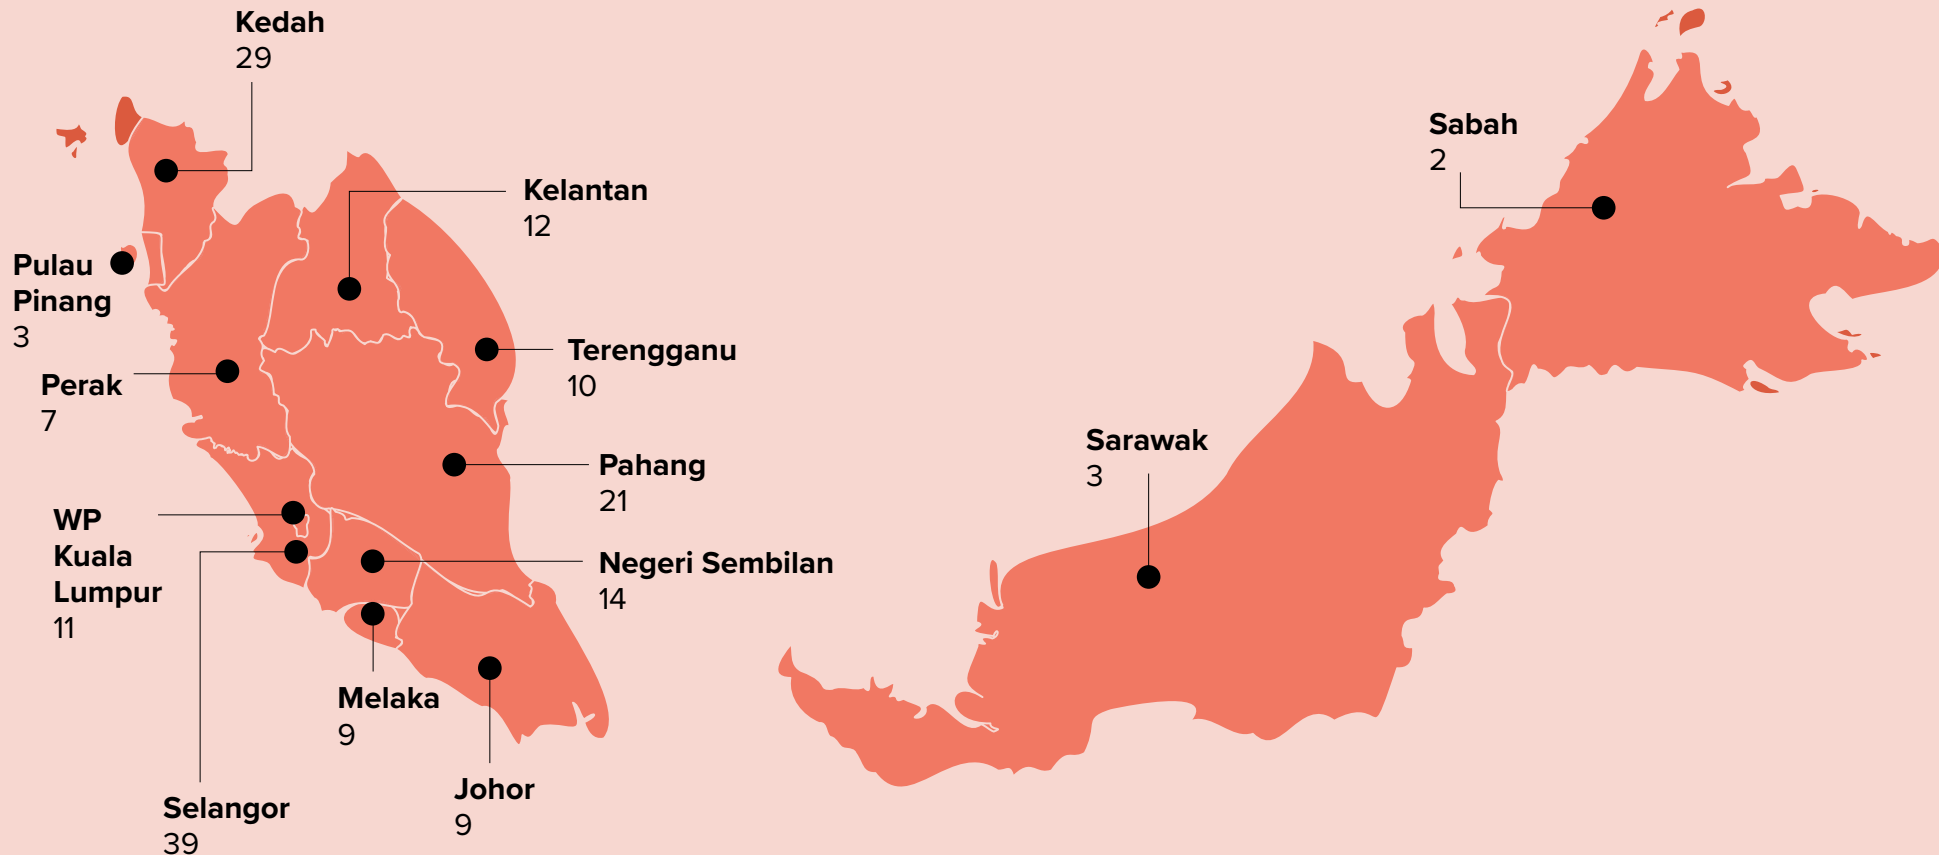 Kedah
29
Kelantan
12
Pulau
Pinang
3
Terengganu
10
Perak
7
Pahang
21
WP
Kuala
Lumpur
11
Negeri Sembilan
14
Melaka
9
Johor
9
Selangor
39
Sabah
2
Sarawak
3